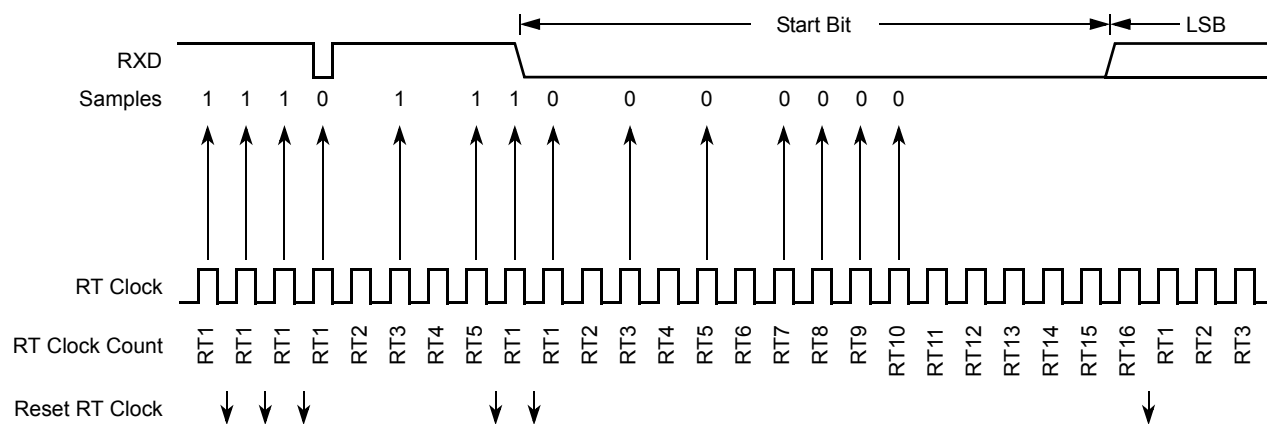 Start Bit LSB
RXD
Samples 1 1 1 0 1 1 1 0 0 0 0 0 0 0
RT Clock
RT Clock Count RT1 RT1 RT1 RT1 RT2 RT3 RT4 RT5 RT1 RT1 RT2 RT3 RT4 RT5 RT6 RT7 RT8 RT9 RT10 RT11 RT12 RT13 RT14 RT15 RT16 RT1 RT2 RT3
Reset RT Clock